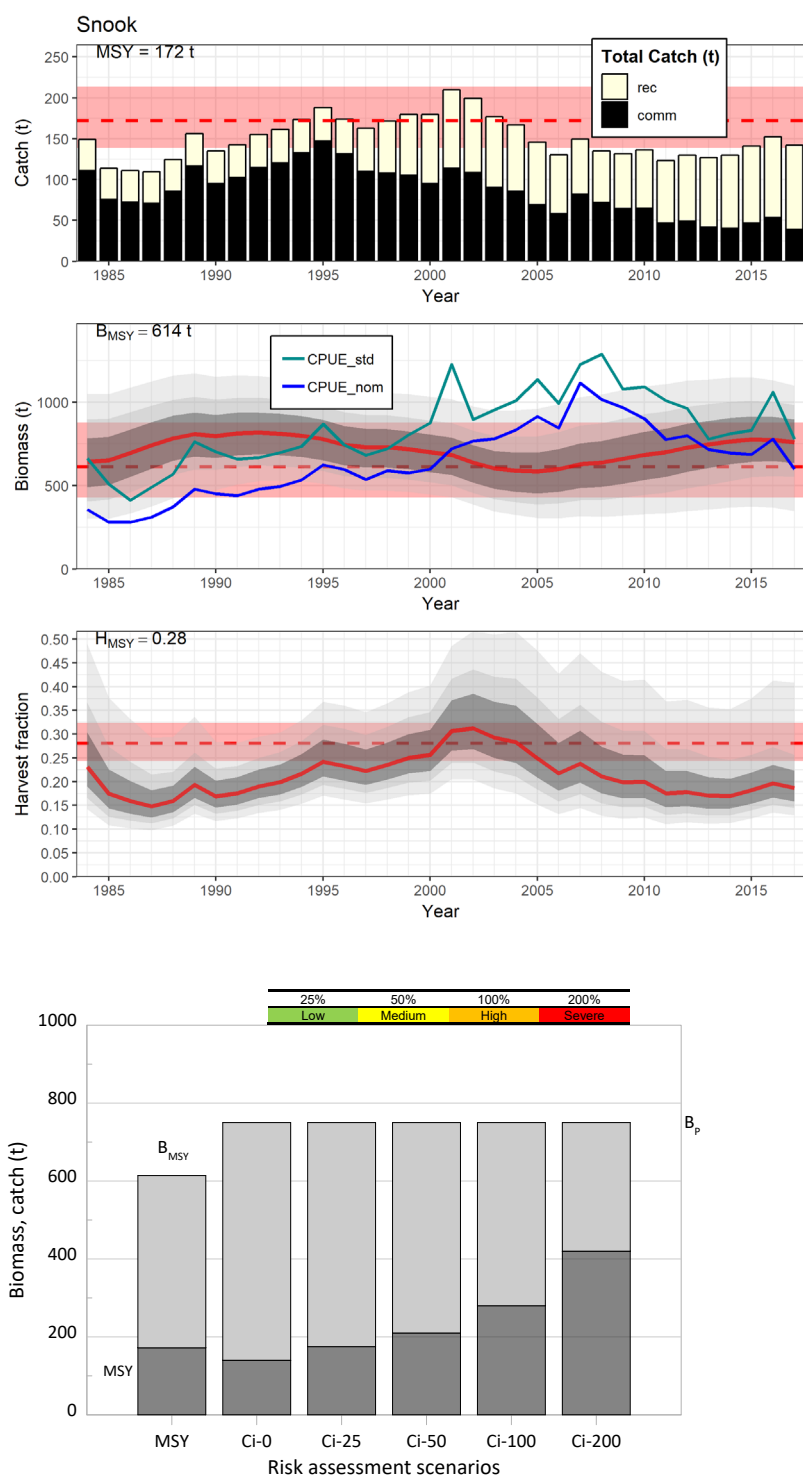 Snook
MSY = 172 t
Total Catch (t)
rec
comm
Catch (t)
250
200
150
100
50
0
1985 1990 1995 2000 2005 2010 2015
Year
B_MSY = 614 t
CPUE_std
CPUE_nom
Biomass (t)
1000
500
0
1985 1990 1995 2000 2005 2010 2015
Year
H_MSY = 0.28
Harvest fraction
0.50
0.45
0.40
0.35
0.30
0.25
0.20
0.15
0.10
0.05
0.00
1985 1990 1995 2000 2005 2010 2015
Year
25% 50% 100% 200%
Low Medium High Severe
Biomass, catch (t)
1000
800
600
400
200
0
B_MSY
B_P
MSY
MSY Ci-0 Ci-25 Ci-50 Ci-100 Ci-200
Risk assessment scenarios